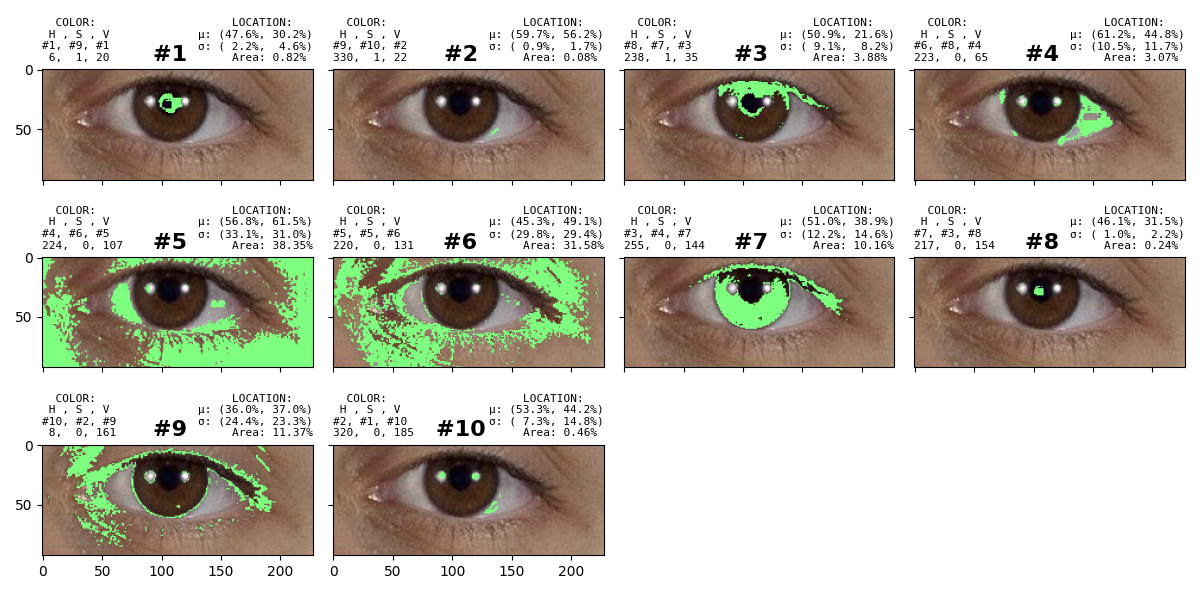 COLOR: LOCATION:
H , S , V μ: (47.6%, 30.2%)
#1, #9, #1 #1 σ: ( 2.2%, 4.6%)
6, 1, 20 Area: 0.82%
COLOR: LOCATION:
H , S , V μ: (59.7%, 56.2%)
#9, #10, #2 #2 σ: ( 0.9%, 1.7%)
330, 1, 22 Area: 0.08%
COLOR: LOCATION:
H , S , V μ: (50.9%, 21.6%)
#8, #7, #3 #3 σ: ( 9.1%, 8.2%)
238, 1, 35 Area: 3.88%
COLOR: LOCATION:
H , S , V μ: (61.2%, 44.8%)
#6, #8, #4 #4 σ: (10.5%, 11.7%)
223, 0, 65 Area: 3.07%
0
50
COLOR: LOCATION:
H , S , V μ: (56.8%, 61.5%)
#4, #6, #5 #5 σ: (33.1%, 31.0%)
224, 0, 107 Area: 38.35%
COLOR: LOCATION:
H , S , V μ: (45.3%, 49.1%)
#5, #5, #6 #6 σ: (29.8%, 29.4%)
220, 0, 131 Area: 31.58%
COLOR: LOCATION:
H , S , V μ: (51.0%, 38.9%)
#3, #4, #7 #7 σ: (12.2%, 14.6%)
255, 0, 144 Area: 10.16%
COLOR: LOCATION:
H , S , V μ: (46.1%, 31.5%)
#7, #3, #8 #8 σ: ( 1.0%, 2.2%)
217, 0, 154 Area: 0.24%
0
50
COLOR: LOCATION:
H , S , V μ: (36.0%, 37.0%)
#10, #2, #9 #9 σ: (24.4%, 23.3%)
8, 0, 161 Area: 11.37%
COLOR: LOCATION:
H , S , V μ: (53.3%, 44.2%)
#2, #1, #10 #10 σ: ( 7.3%, 14.8%)
320, 0, 185 Area: 0.46%
0
50
0 50 100 150 200
0 50 100 150 200